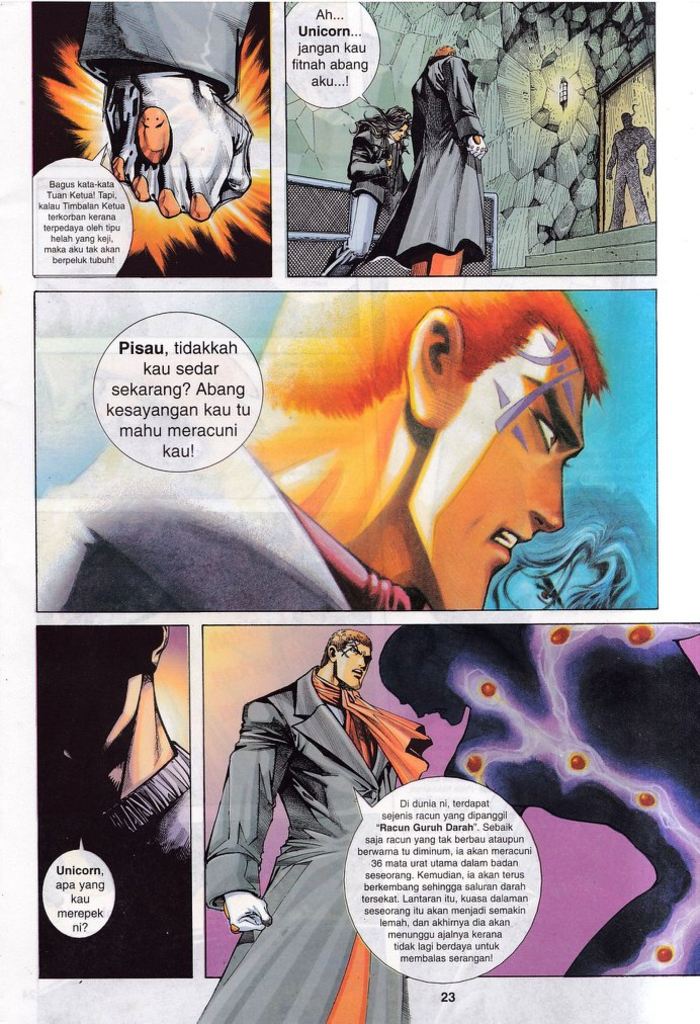 Bagus kata-kata
Tuan Ketua! Tapi,
kalau Timbalan Ketua
terkorban kerana
terpedaya oleh tipu
helah yang keji,
maka aku tak akan
berpeluk tubuh!
Ah...
Unicorn...
jangan kau
fitnah abang
aku...!
Pisau, tidakkah
kau sedar
sekarang? Abang
kesayangan kau tu
mahu meracuni
kau!
Unicorn,
apa yang
kau
merepek
ni?
Di dunia ni, terdapat
sejenis racun yang dipanggil
"Racun Guruh Darah". Sebaik
saja racun yang tak berbau ataupun
berwarna tu diminum, ia akan meracuni
36 mata urat utama dalam badan
seseorang. Kemudian, ia akan terus
berkembang sehingga saluran darah
tersekat. Lantaran itu, kuasa dalaman
seseorang itu akan menjadi semakin
lemah, dan akhirnya dia akan
menunggu ajalnya kerana
tidak lagi berdaya untuk
membalas serangan!
23